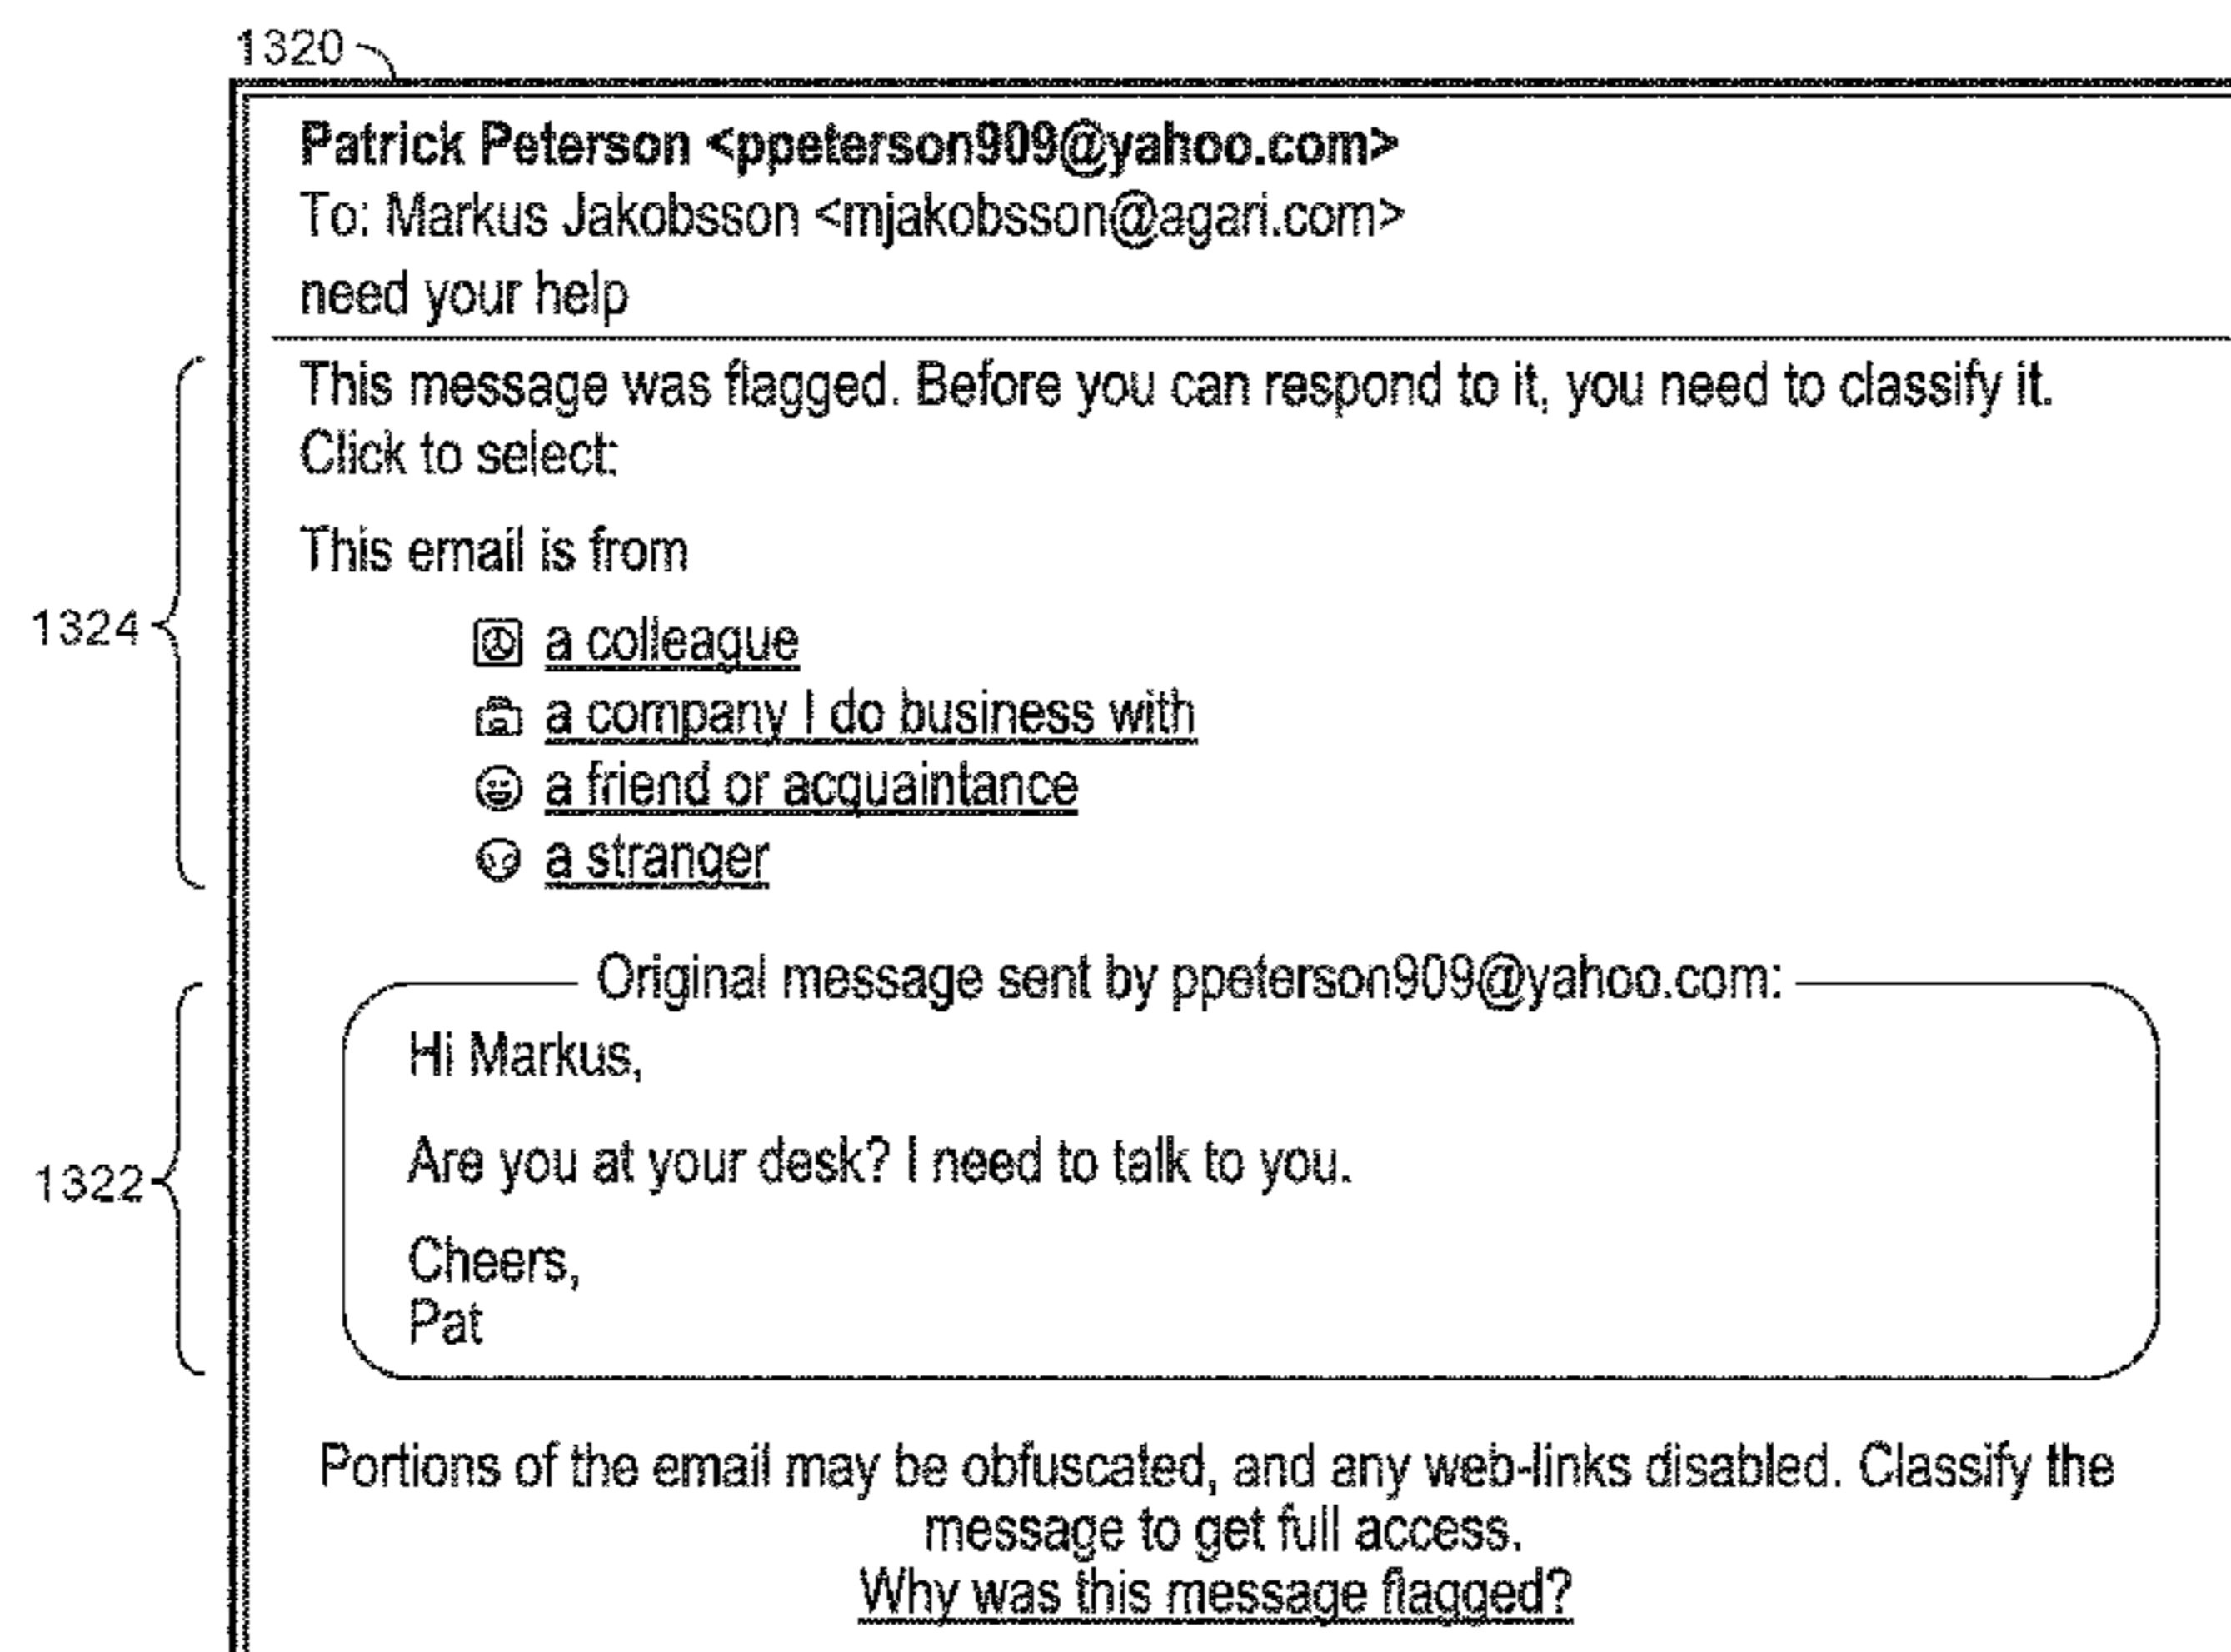 1320
Patrick Peterson <ppeterson909@yahoo.com>
To: Markus Jakobsson <mjakobsson@agari.com>
need your help
This message was flagged. Before you can respond to it, you need to classify it.
Click to select:
This email is from
1324
a colleague
a company I do business with
a friend or acquaintance
a stranger
Original message sent by ppeterson909@yahoo.com:
Hi Markus,
1322
Are you at your desk? I need to talk to you.
Cheers,
Pat
Portions of the email may be obfuscated, and any web-links disabled. Classify the
message to get full access.
Why was this message flagged?